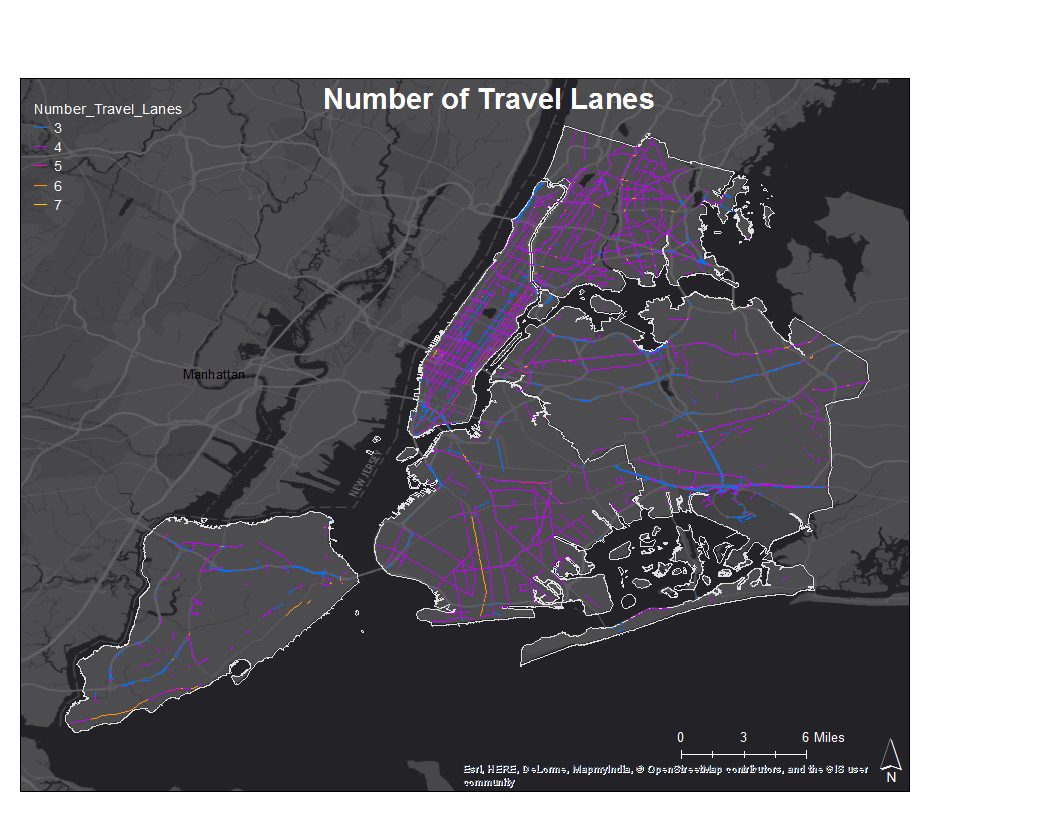 Number of Travel Lanes
Number_Travel_Lanes
3
4
5
6
7
Manhattan
NEW JERSEY
0 3 6 Miles
Esri, HERE, DeLorme, MapmyIndia, © OpenStreetMap contributors, and the GIS user
community
N